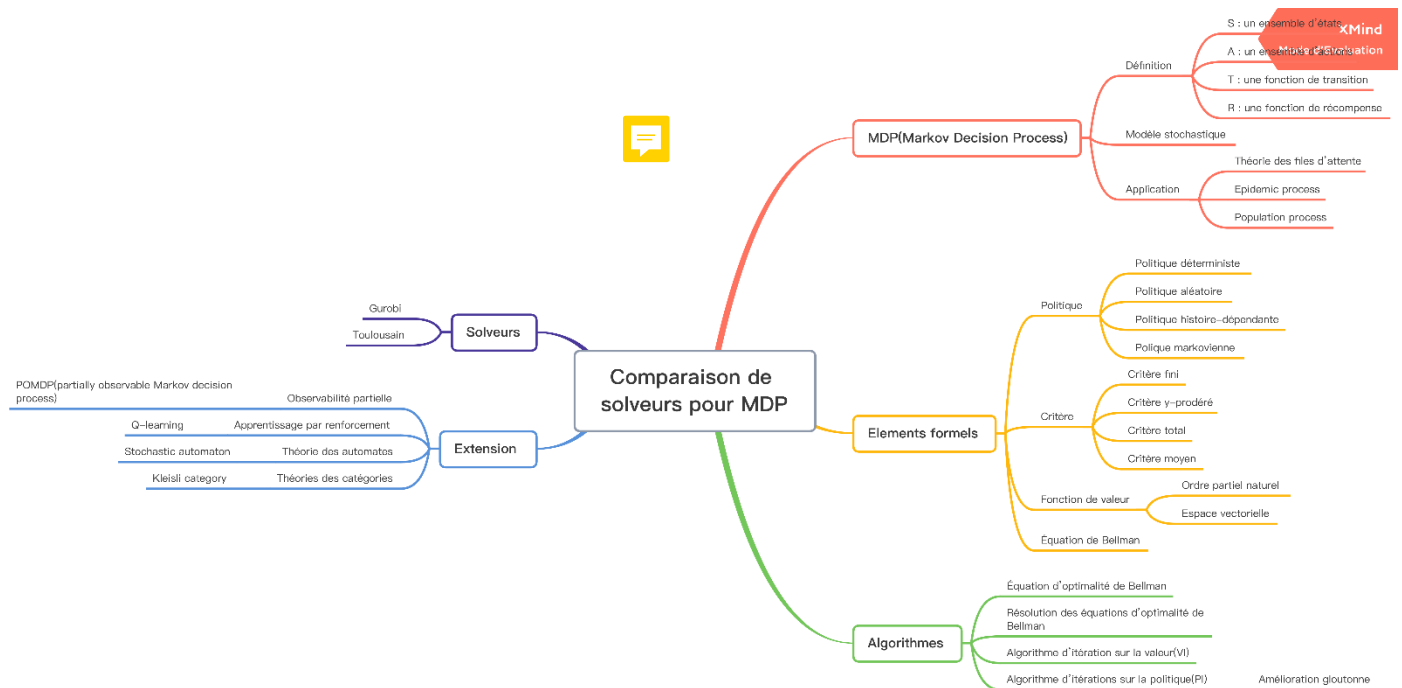 S : un ensemble d'états
XMind
A : un ensemble d'actions
Mode d'Evaluation
Définition
T : une fonction de transition
R : une fonction de récompense
MDP(Markov Decision Process)
Modèle stochastique
Théorie des files d'attente
Application
Epidemic process
Population process
Politique déterministe
Politique aléatoire
Politique
Politique histoire-dépendante
Polique markovienne
Critère fini
Critère y-prodéré
Critère
Critère total
Critère moyen
Elements formels
Ordre partiel naturel
Fonction de valeur
Espace vectorielle
Équation de Bellman
Gurobi
Solveurs
Toulousain
Comparaison de
solveurs pour MDP
POMDP(partially observable Markov decision
process)
Observabilité partielle
Q-learning
Apprentissage par renforcement
Extension
Stochastic automaton
Théorie des automates
Kleisli category
Théories des catégories
Équation d'optimalité de Bellman
Résolution des équations d'optimalité de
Bellman
Algorithmes
Algorithme d'itération sur la valeur(VI)
Algorithme d'itérations sur la politique(PI)
Amélioration gloutonne